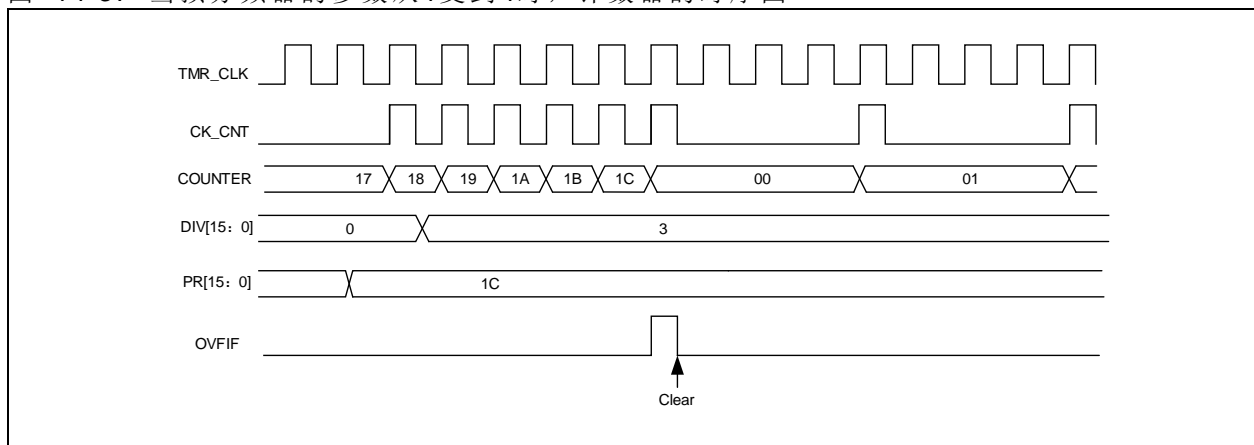 TMR_CLK
CK_CNT
COUNTER 17 18 19 1A 1B 1C 00 01
DIV[15：0] 0 3
PR[15：0] 1C
OVFIF
Clear